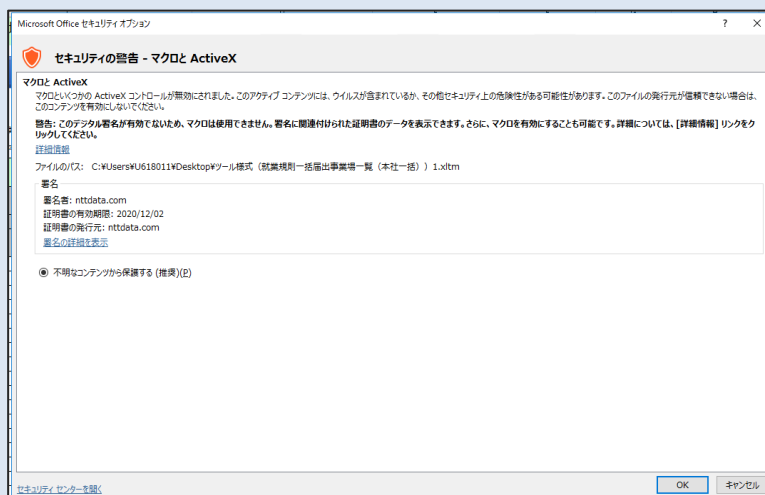 Microsoft Office セキュリティ オプション
? ×
セキュリティの警告 - マクロと ActiveX
マクロと ActiveX
マクロといくつかの ActiveX コントロールが無効にされました。このアクティブ コンテンツには、ウイルスが含まれているか、その他セキュリティ上の危険性がある可能性があります。このファイルの発行元が信頼できない場合は、
このコンテンツを有効にしないでください。
警告: このデジタル署名が有効でないため、マクロは使用できません。署名に関連付けられた証明書のデータを表示できます。さらに、マクロを有効にすることも可能です。詳細については、[詳細情報] リンクをク
リックしてください。
詳細情報
ファイルのパス: C:¥Users¥U618011¥Desktop¥ツール様式（就業規則一括届出事業場一覧（本社一括））1.xltm
署名
署名者: nttdata.com
証明書の有効期限: 2020/12/02
証明書の発行元: nttdata.com
署名の詳細を表示
不明なコンテンツから保護する (推奨)(P)
セキュリティ センターを開く
OK キャンセル